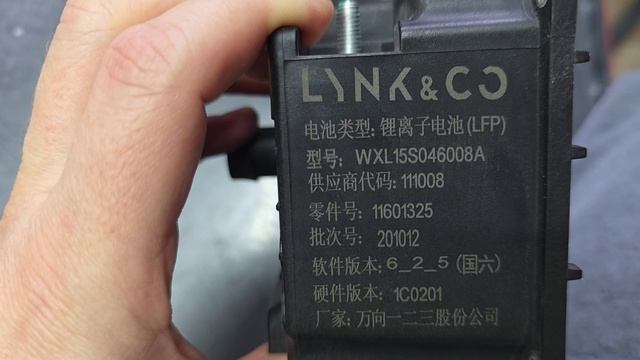 LYNK & CO
电池类型: 锂离子电池 (LFP)
型号: WXL15S046008A
供应商代码: 111008
零件号: 11601325
批次号: 201012
软件版本: 6_2_5 (国六)
硬件版本: 1C0201
厂家: 万向一二三股份公司